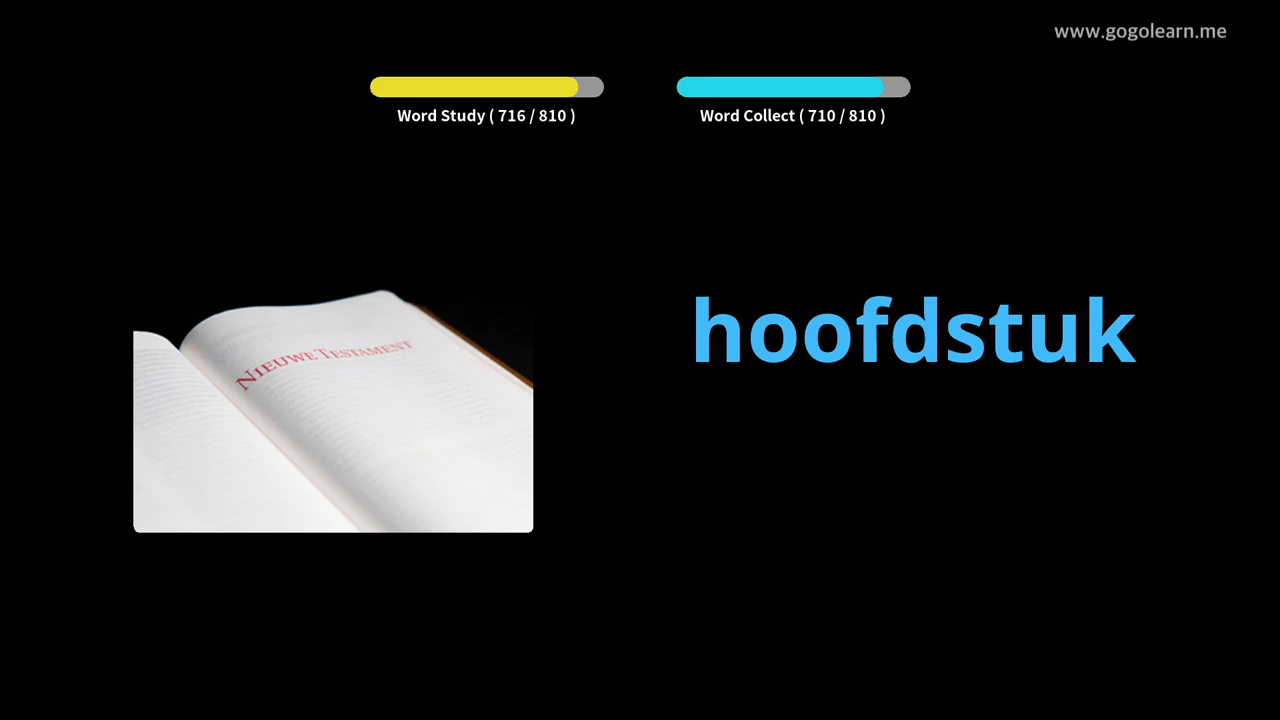 www.gogolearn.me
Word Study ( 716 / 810 )
Word Collect ( 710 / 810 )
NIEUWE TESTAMENT
hoofdstuk